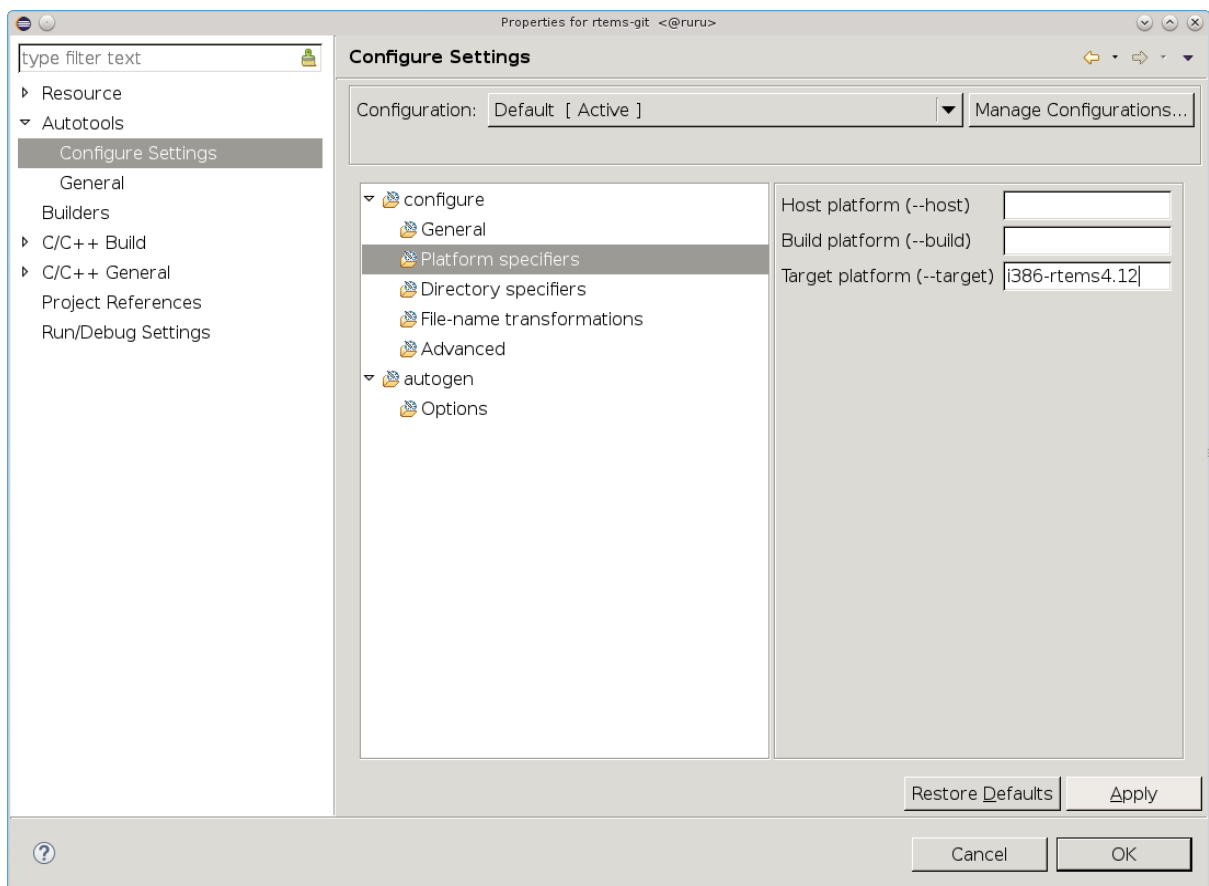 Properties for rtems-git <@ruru>
type filter text
Resource
Autotools
Configure Settings
General
Builders
C/C++ Build
C/C++ General
Project References
Run/Debug Settings
Configure Settings
Configuration: Default [ Active ] Manage Configurations...
configure
General
Platform specifiers
Directory specifiers
File-name transformations
Advanced
autogen
Options
Host platform (--host)
Build platform (--build)
Target platform (--target) i386-rtems4.12
Restore Defaults Apply
Cancel OK